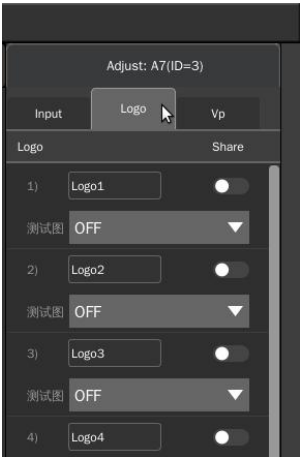 Adjust: A7(ID=3)
Input Logo Vp
Logo Share
1) Logo1
测试图 OFF
2) Logo2
测试图 OFF
3) Logo3
测试图 OFF
4) Logo4